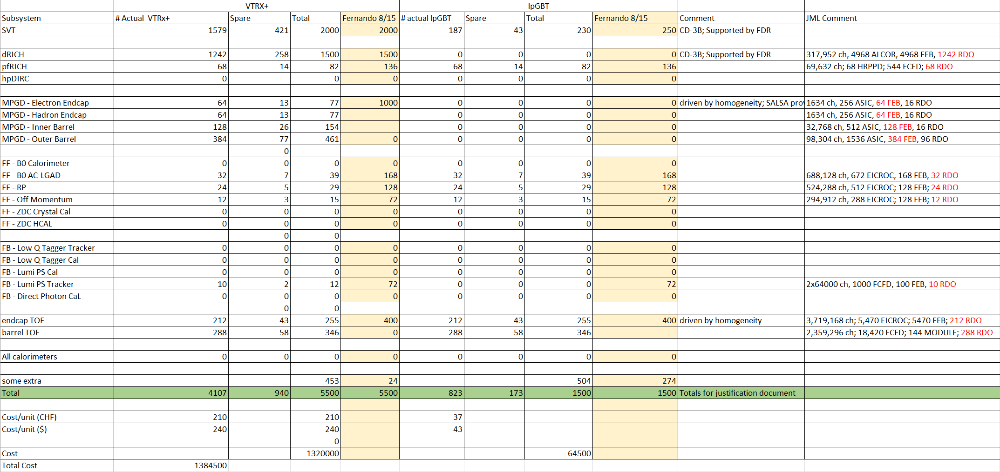 VTRX+ lpGBT
Subsystem # Actual VTRx+ Spare Total Fernando 8/15 # actual lpGBT Spare Total Fernando 8/15 Comment JML Comment
SVT 1579 421 2000 2000 187 43 230 250 CD-3B; Supported by FDR
dRICH 1242 258 1500 1500 0 0 0 0 CD-3B; Supported by FDR 317,952 ch, 4968 ALCOR, 4968 FEB, 1242 RDO
pfRICH 68 14 82 136 68 14 82 136 69,632 ch; 68 HRPPD; 544 FCFD; 68 RDO
hpDIRC 0 0 0 0 0 0
MPGD - Electron Endcap 64 13 77 1000 0 0 0 0 driven by homogeneity; SALSA prov 1634 ch, 256 ASIC, 64 FEB, 16 RDO
MPGD - Hadron Endcap 64 13 77 0 0 0 0 1634 ch, 256 ASIC, 64 FEB, 16 RDO
MPGD - Inner Barrel 128 26 154 0 0 0 0 32,768 ch, 512 ASIC, 128 FEB, 16 RDO
MPGD - Outer Barrel 384 77 461 0 0 0 0 0 98,304 ch, 1536 ASIC, 384 FEB, 96 RDO
0
FF - B0 Calorimeter 0 0 0 0 0 0 0 0
FF - B0 AC-LGAD 32 7 39 168 32 7 39 168 688,128 ch, 672 EICROC, 168 FEB, 32 RDO
FF - RP 24 5 29 128 24 5 29 128 524,288 ch, 512 EICROC; 128 FEB; 24 RDO
FF - Off Momentum 12 3 15 72 12 3 15 72 294,912 ch, 288 EICROC; 128 FEB; 12 RDO
FF - ZDC Crystal Cal 0 0 0 0 0 0 0 0
FF - ZDC HCAL 0 0 0 0 0 0 0 0
0 0
FB - Low Q Tagger Tracker 0 0 0 0 0 0 0 0
FB - Low Q Tagger Cal 0 0 0 0 0 0 0 0
FB - Lumi PS Cal 0 0 0 0 0 0 0 0
FB - Lumi PS Tracker 10 2 12 72 0 0 0 72 2x64000 ch, 1000 FCFD, 100 FEB, 10 RDO
FB - Direct Photon CaL 0 0 0 0 0 0 0 0
0 0
endcap TOF 212 43 255 400 212 43 255 400 driven by homogeneity 3,719,168 ch; 5,470 EICROC; 5470 FEB; 212 RDO
barrel TOF 288 58 346 0 288 58 346 2,359,296 ch; 18,420 FCFD; 144 MODULE; 288 RDO
All calorimeters 0 0 0 0 0 0 0 0
some extra 453 24 504 274
Total 4107 940 5500 5500 823 173 1500 1500 Totals for justification document
Cost/unit (CHF) 210 210 37
Cost/unit ($) 240 240 43
0
Cost 1320000 64500
Total Cost 1384500